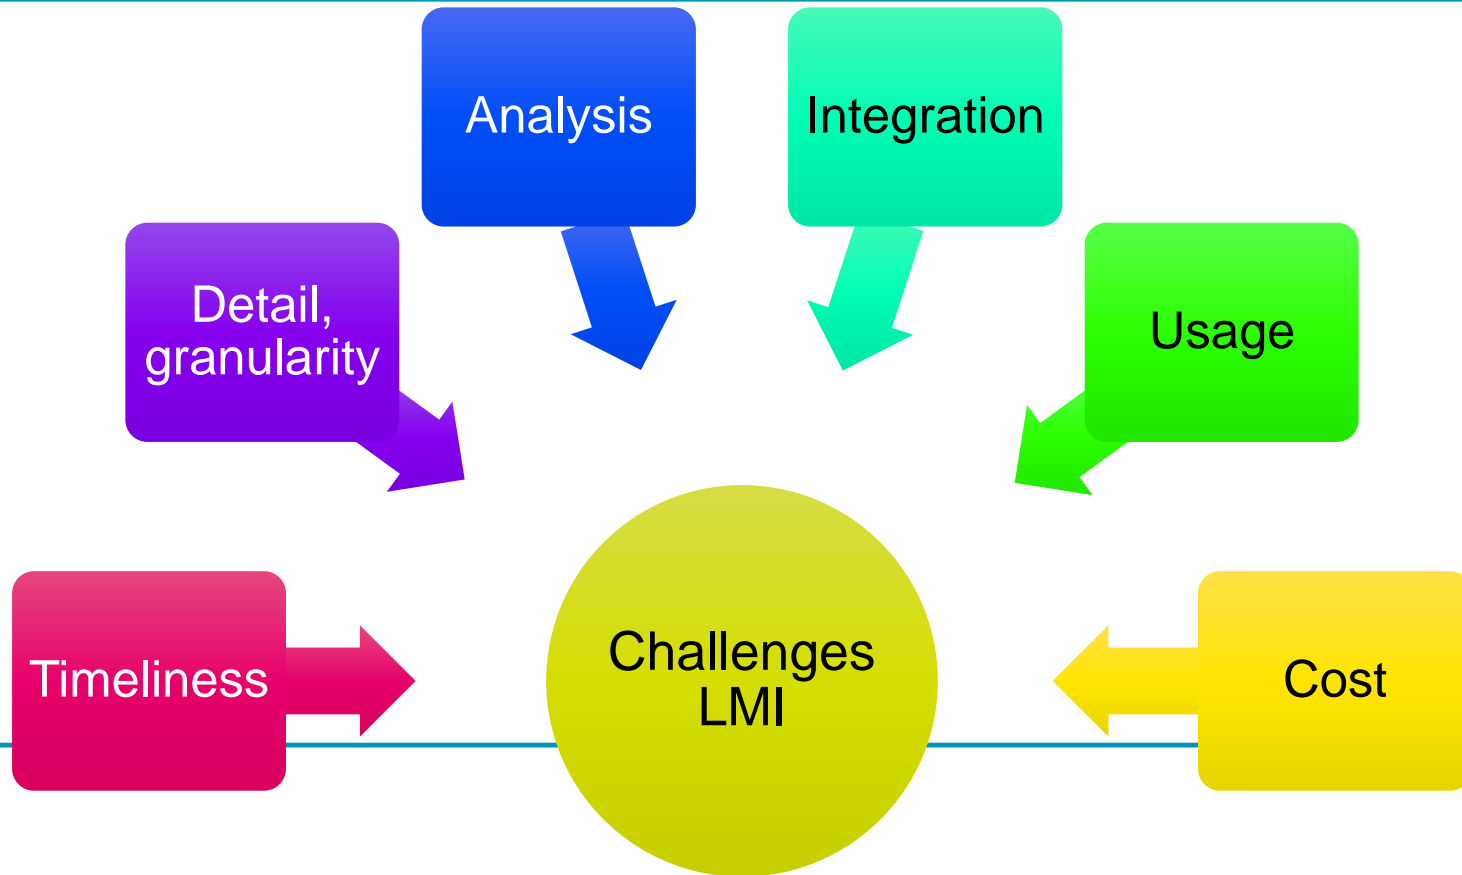 Analysis
Integration
Detail,
granularity
Usage
Timeliness
Challenges
LMI
Cost